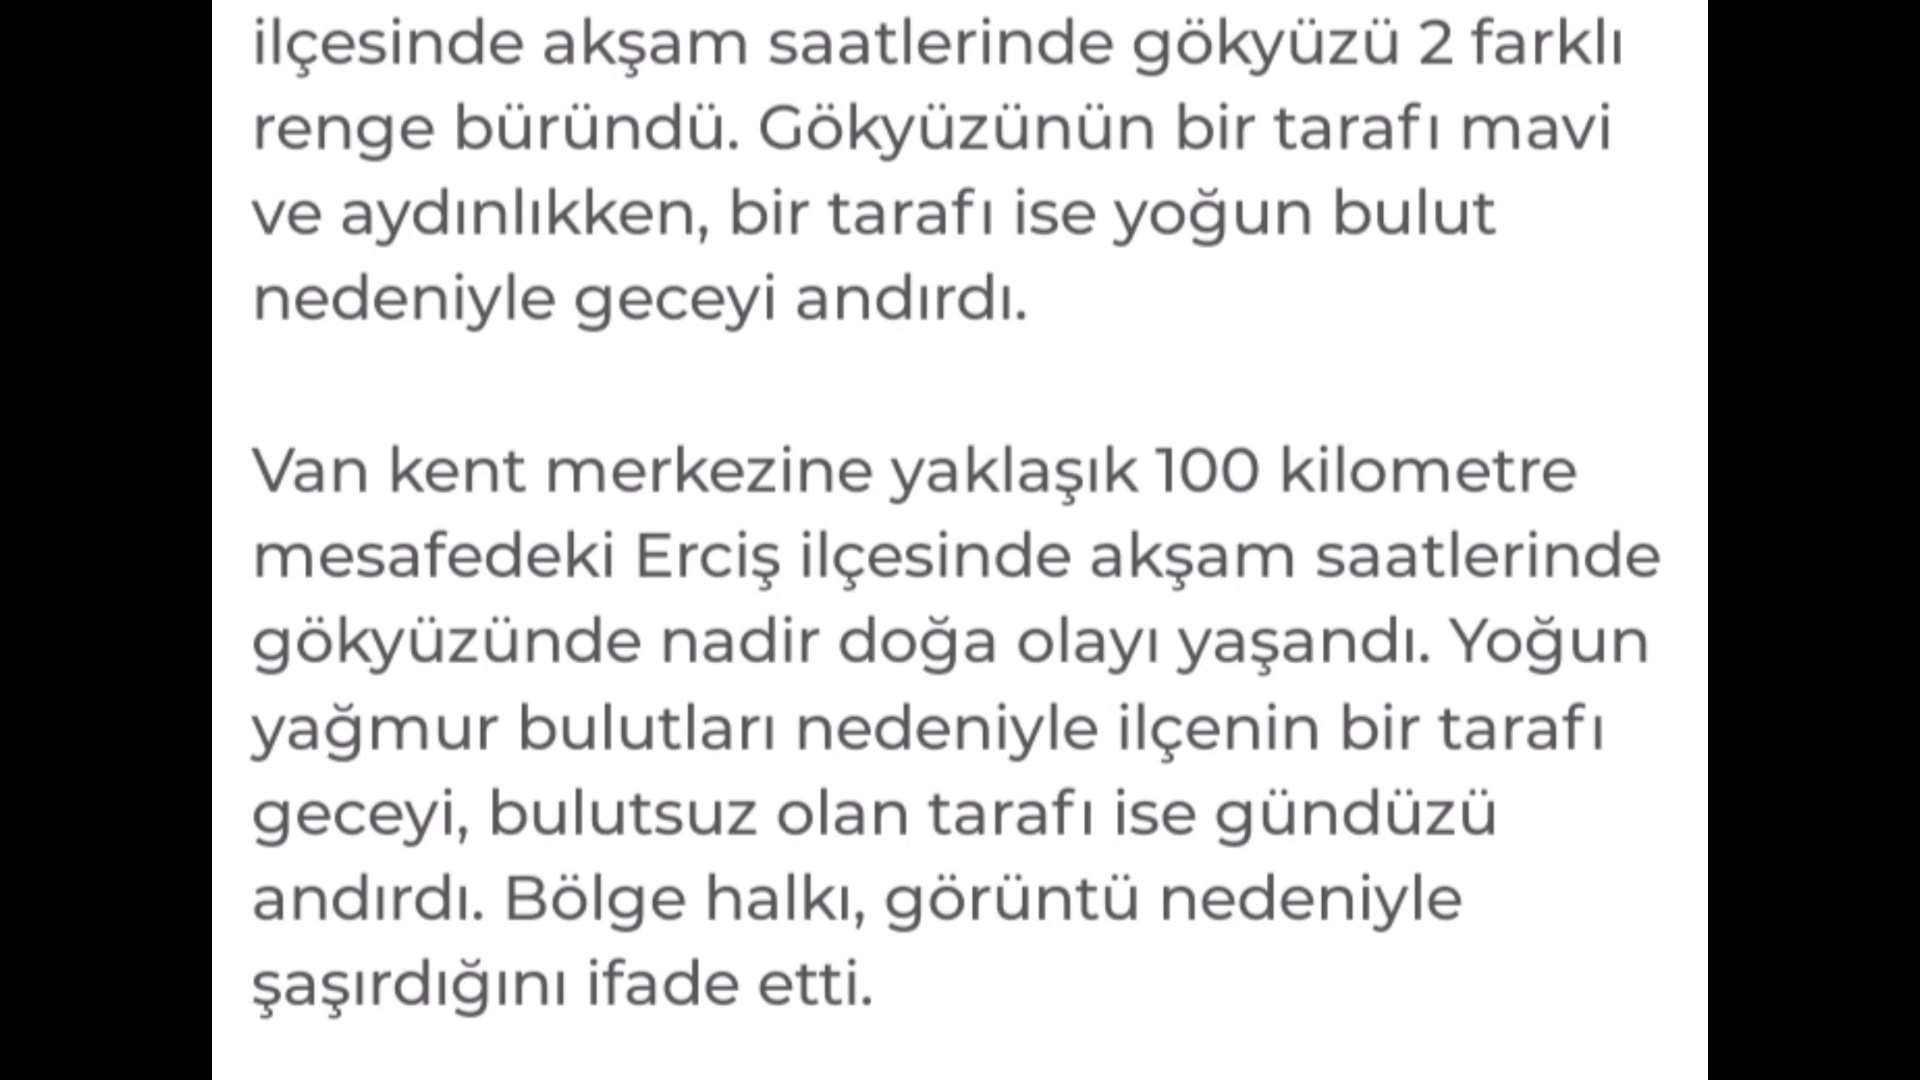 ilçesinde akşam saatlerinde gökyüzü 2 farklı
renge büründü. Gökyüzünün bir tarafı mavi
ve aydınlıkken, bir tarafı ise yoğun bulut
nedeniyle geceyi andırdı.
Van kent merkezine yaklaşık 100 kilometre
mesafedeki Erciş ilçesinde akşam saatlerinde
gökyüzünde nadir doğa olayı yaşandı. Yoğun
yağmur bulutları nedeniyle ilçenin bir tarafı
geceyi, bulutsuz olan tarafı ise gündüzü
andırdı. Bölge halkı, görüntü nedeniyle
şaşırdığını ifade etti.